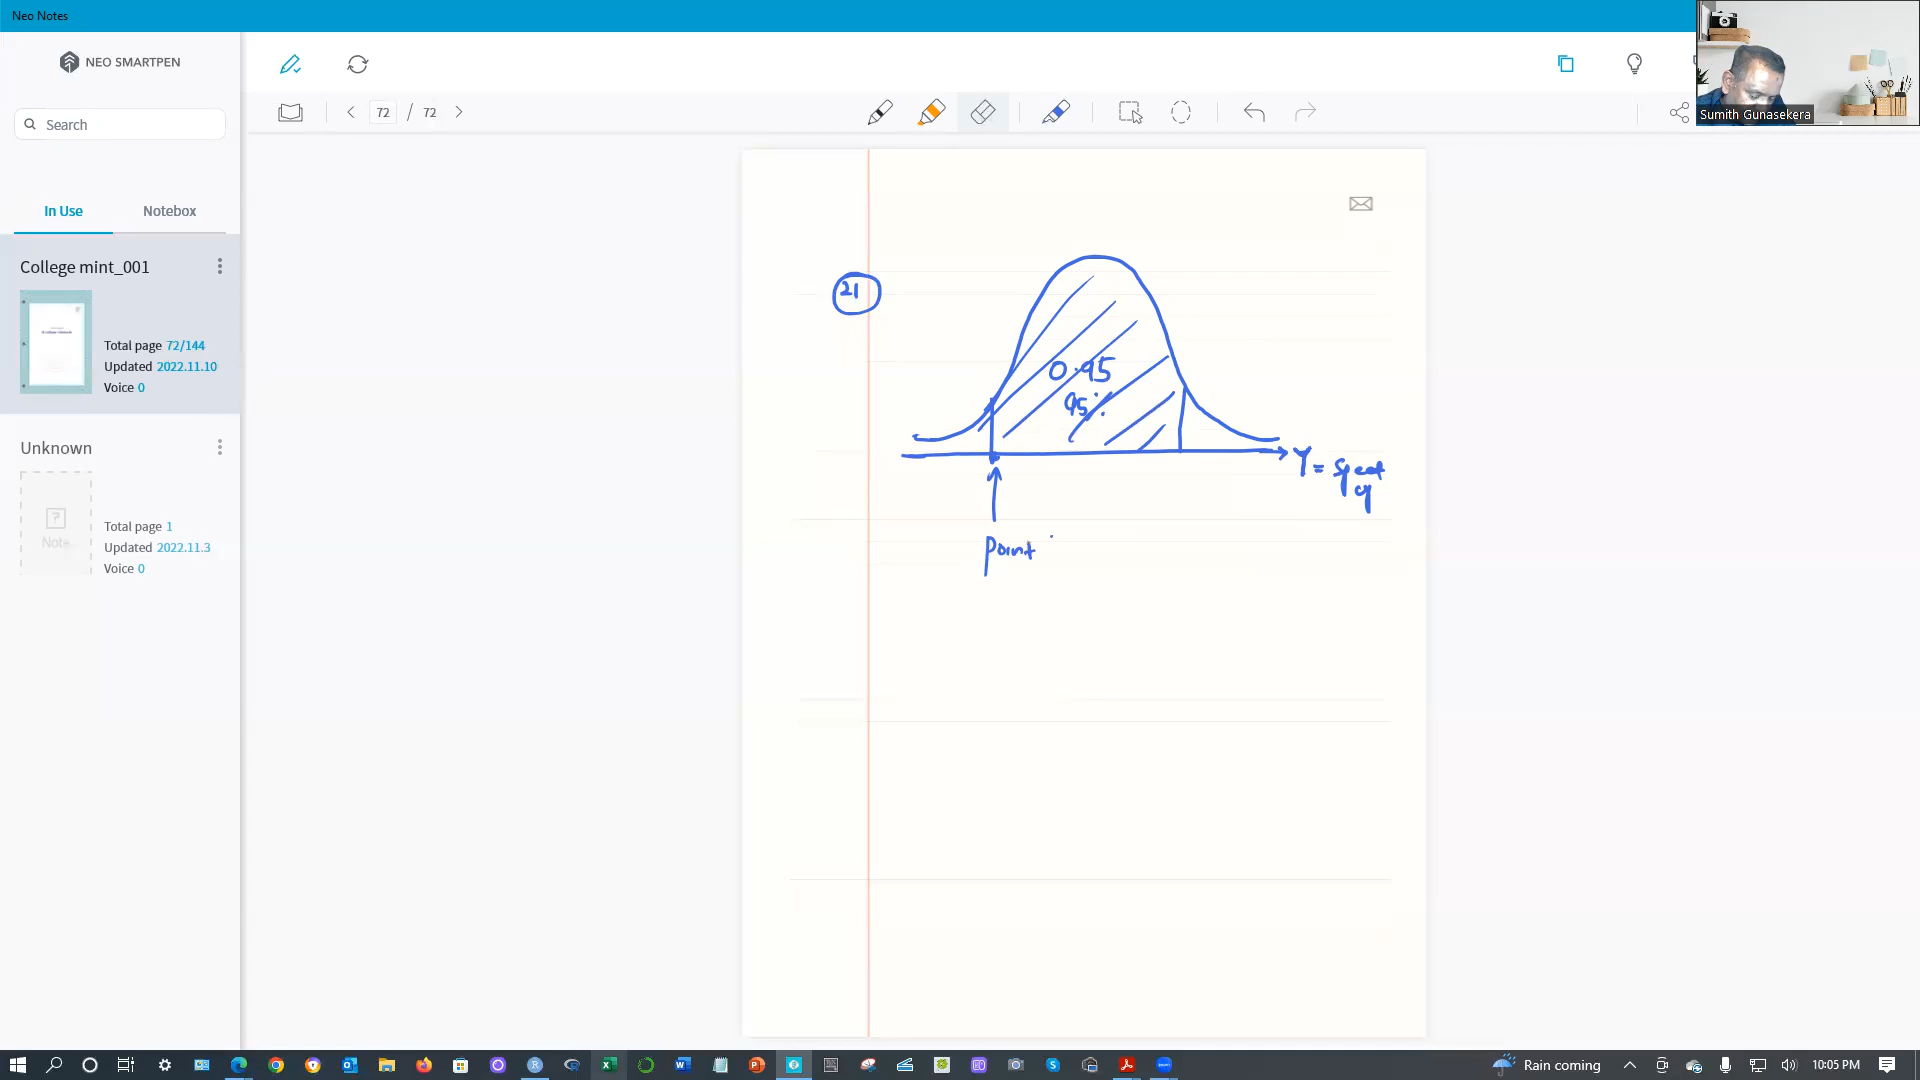 Neo Notes
NEO SMARTPEN
Search
In Use
Notebox
College mint_001
Total page 72/144
Updated 2022.11.10
Voice 0
Unknown
Note
Total page 1
Updated 2022.11.3
Voice 0
72 / 72
Sumith Gunasekera
21
0.95
95%
Y =
Point
Rain coming
10:05 PM